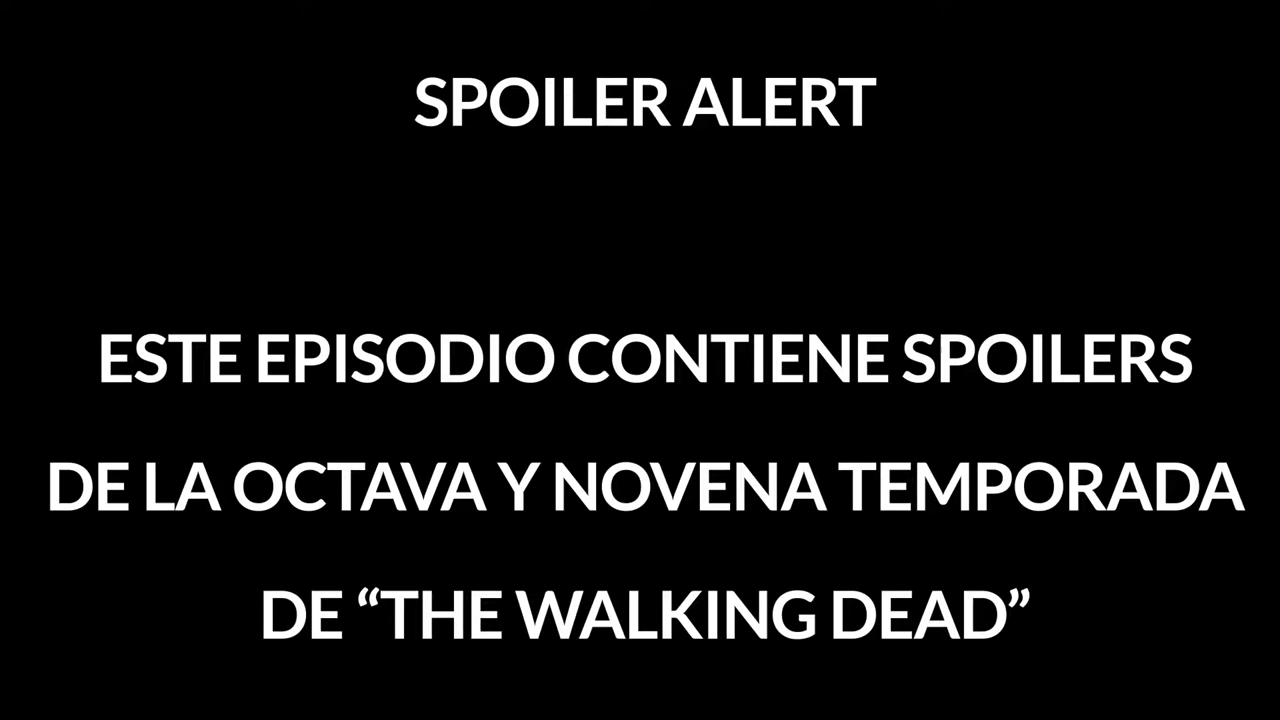 SPOILER ALERT
ESTE EPISODIO CONTIENE SPOILERS
DE LA OCTAVA Y NOVENA TEMPORADA
DE “THE WALKING DEAD”